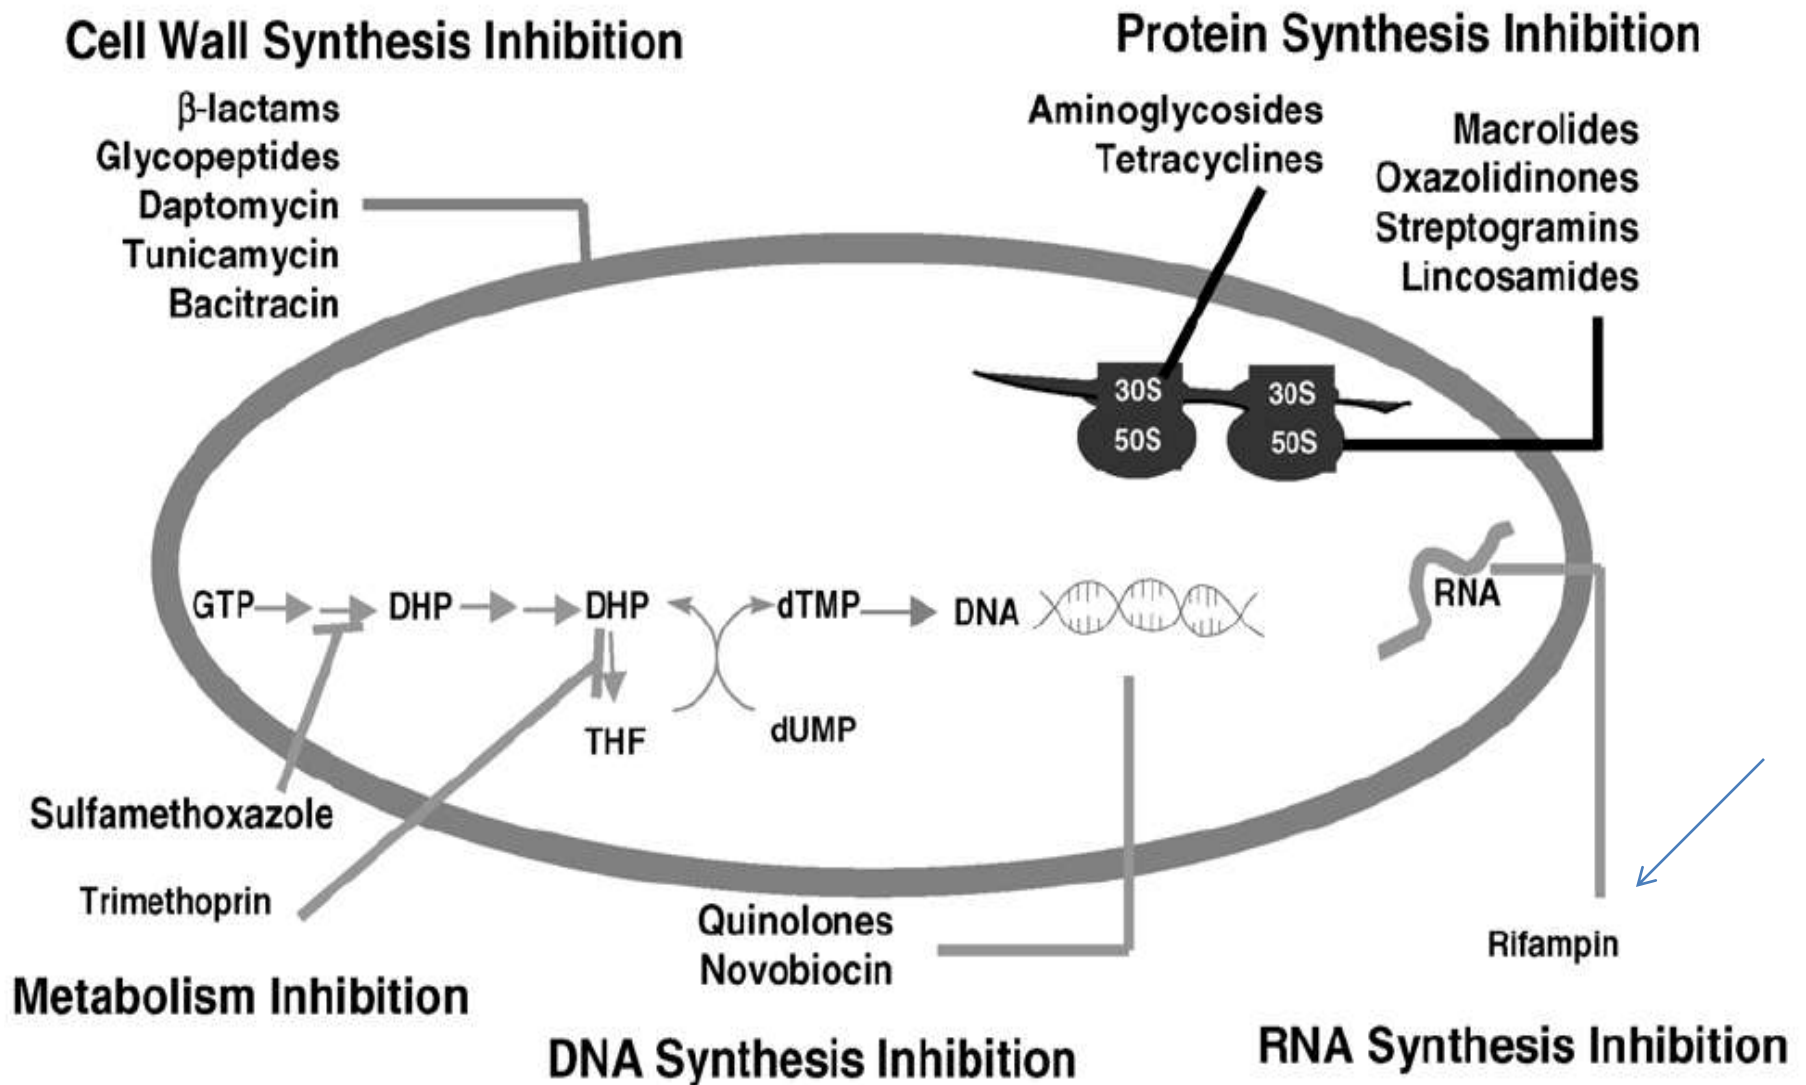 Cell Wall Synthesis Inhibition
β-lactams
Glycopeptides
Daptomycin
Tunicamycin
Bacitracin
Protein Synthesis Inhibition
Aminoglycosides
Tetracyclines
Macrolides
Oxazolidinones
Streptogramins
Lincosamides
30S
50S
30S
50S
RNA
GTP
DHP
DHP
dTMP
DNA
THF
dUMP
Sulfamethoxazole
Trimethoprin
Metabolism Inhibition
Quinolones
Novobiocin
DNA Synthesis Inhibition
Rifampin
RNA Synthesis Inhibition